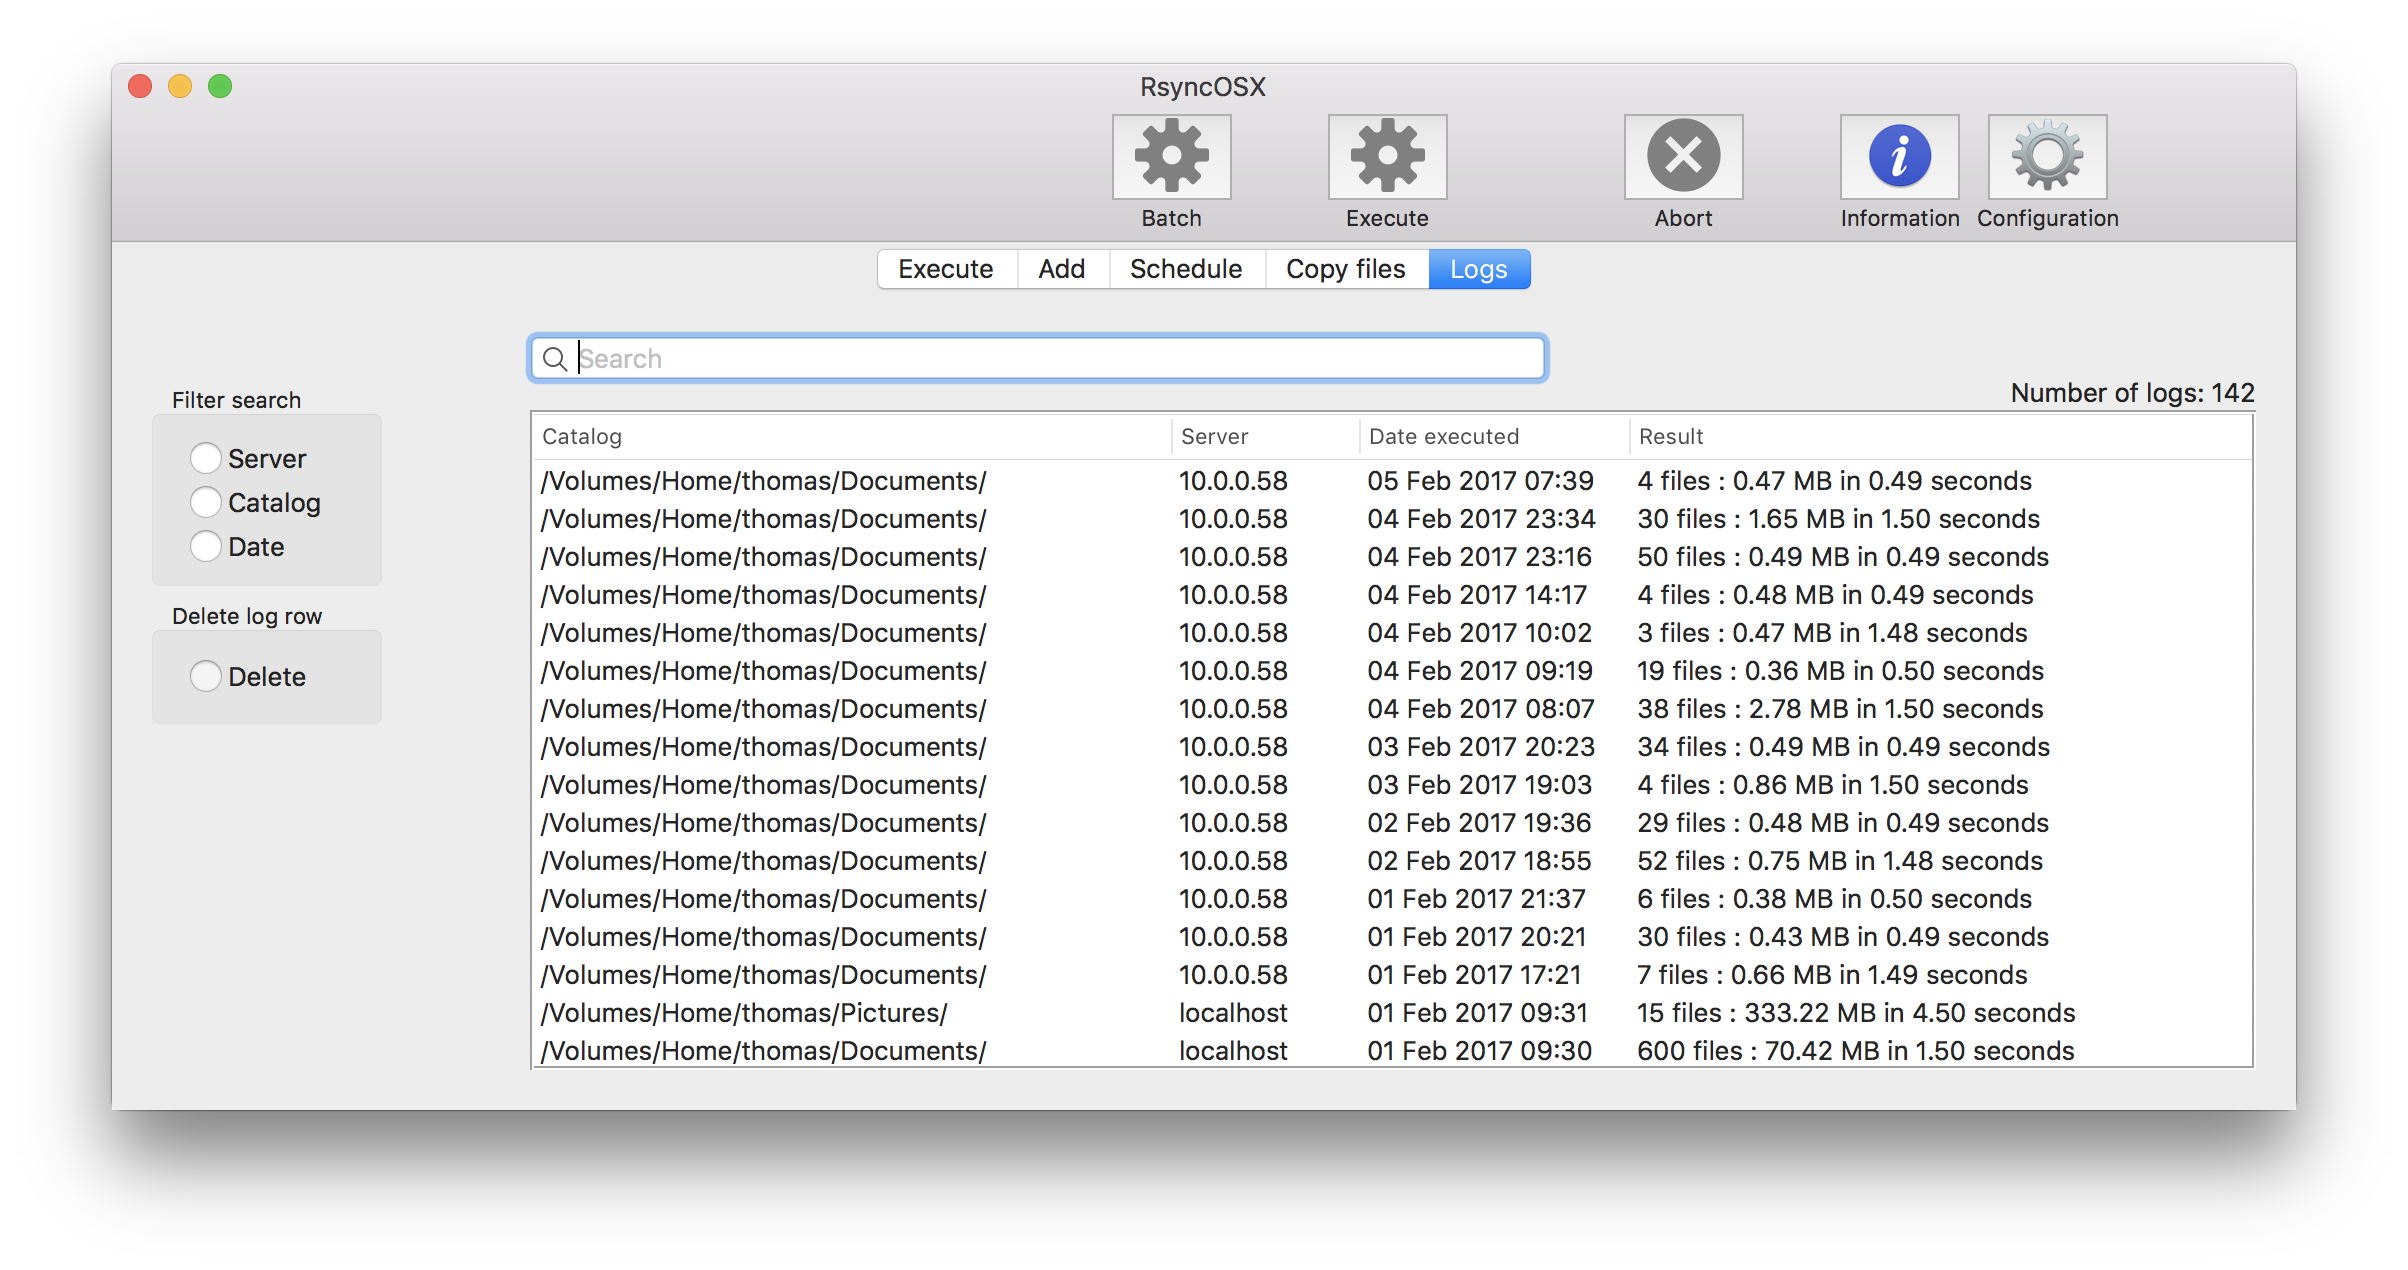 RsyncOSX
Batch Execute Abort Information Configuration
Execute Add Schedule Copy files Logs
Search
Number of logs: 142
Filter search
Server
Catalog
Date
Delete log row
Delete
Catalog Server Date executed Result
/Volumes/Home/thomas/Documents/ 10.0.0.58 05 Feb 2017 07:39 4 files : 0.47 MB in 0.49 seconds
/Volumes/Home/thomas/Documents/ 10.0.0.58 04 Feb 2017 23:34 30 files : 1.65 MB in 1.50 seconds
/Volumes/Home/thomas/Documents/ 10.0.0.58 04 Feb 2017 23:16 50 files : 0.49 MB in 0.49 seconds
/Volumes/Home/thomas/Documents/ 10.0.0.58 04 Feb 2017 14:17 4 files : 0.48 MB in 0.49 seconds
/Volumes/Home/thomas/Documents/ 10.0.0.58 04 Feb 2017 10:02 3 files : 0.47 MB in 1.48 seconds
/Volumes/Home/thomas/Documents/ 10.0.0.58 04 Feb 2017 09:19 19 files : 0.36 MB in 0.50 seconds
/Volumes/Home/thomas/Documents/ 10.0.0.58 04 Feb 2017 08:07 38 files : 2.78 MB in 1.50 seconds
/Volumes/Home/thomas/Documents/ 10.0.0.58 03 Feb 2017 20:23 34 files : 0.49 MB in 0.49 seconds
/Volumes/Home/thomas/Documents/ 10.0.0.58 03 Feb 2017 19:03 4 files : 0.86 MB in 1.50 seconds
/Volumes/Home/thomas/Documents/ 10.0.0.58 02 Feb 2017 19:36 29 files : 0.48 MB in 0.49 seconds
/Volumes/Home/thomas/Documents/ 10.0.0.58 02 Feb 2017 18:55 52 files : 0.75 MB in 1.48 seconds
/Volumes/Home/thomas/Documents/ 10.0.0.58 01 Feb 2017 21:37 6 files : 0.38 MB in 0.50 seconds
/Volumes/Home/thomas/Documents/ 10.0.0.58 01 Feb 2017 20:21 30 files : 0.43 MB in 0.49 seconds
/Volumes/Home/thomas/Documents/ 10.0.0.58 01 Feb 2017 17:21 7 files : 0.66 MB in 1.49 seconds
/Volumes/Home/thomas/Pictures/ localhost 01 Feb 2017 09:31 15 files : 333.22 MB in 4.50 seconds
/Volumes/Home/thomas/Documents/ localhost 01 Feb 2017 09:30 600 files : 70.42 MB in 1.50 seconds